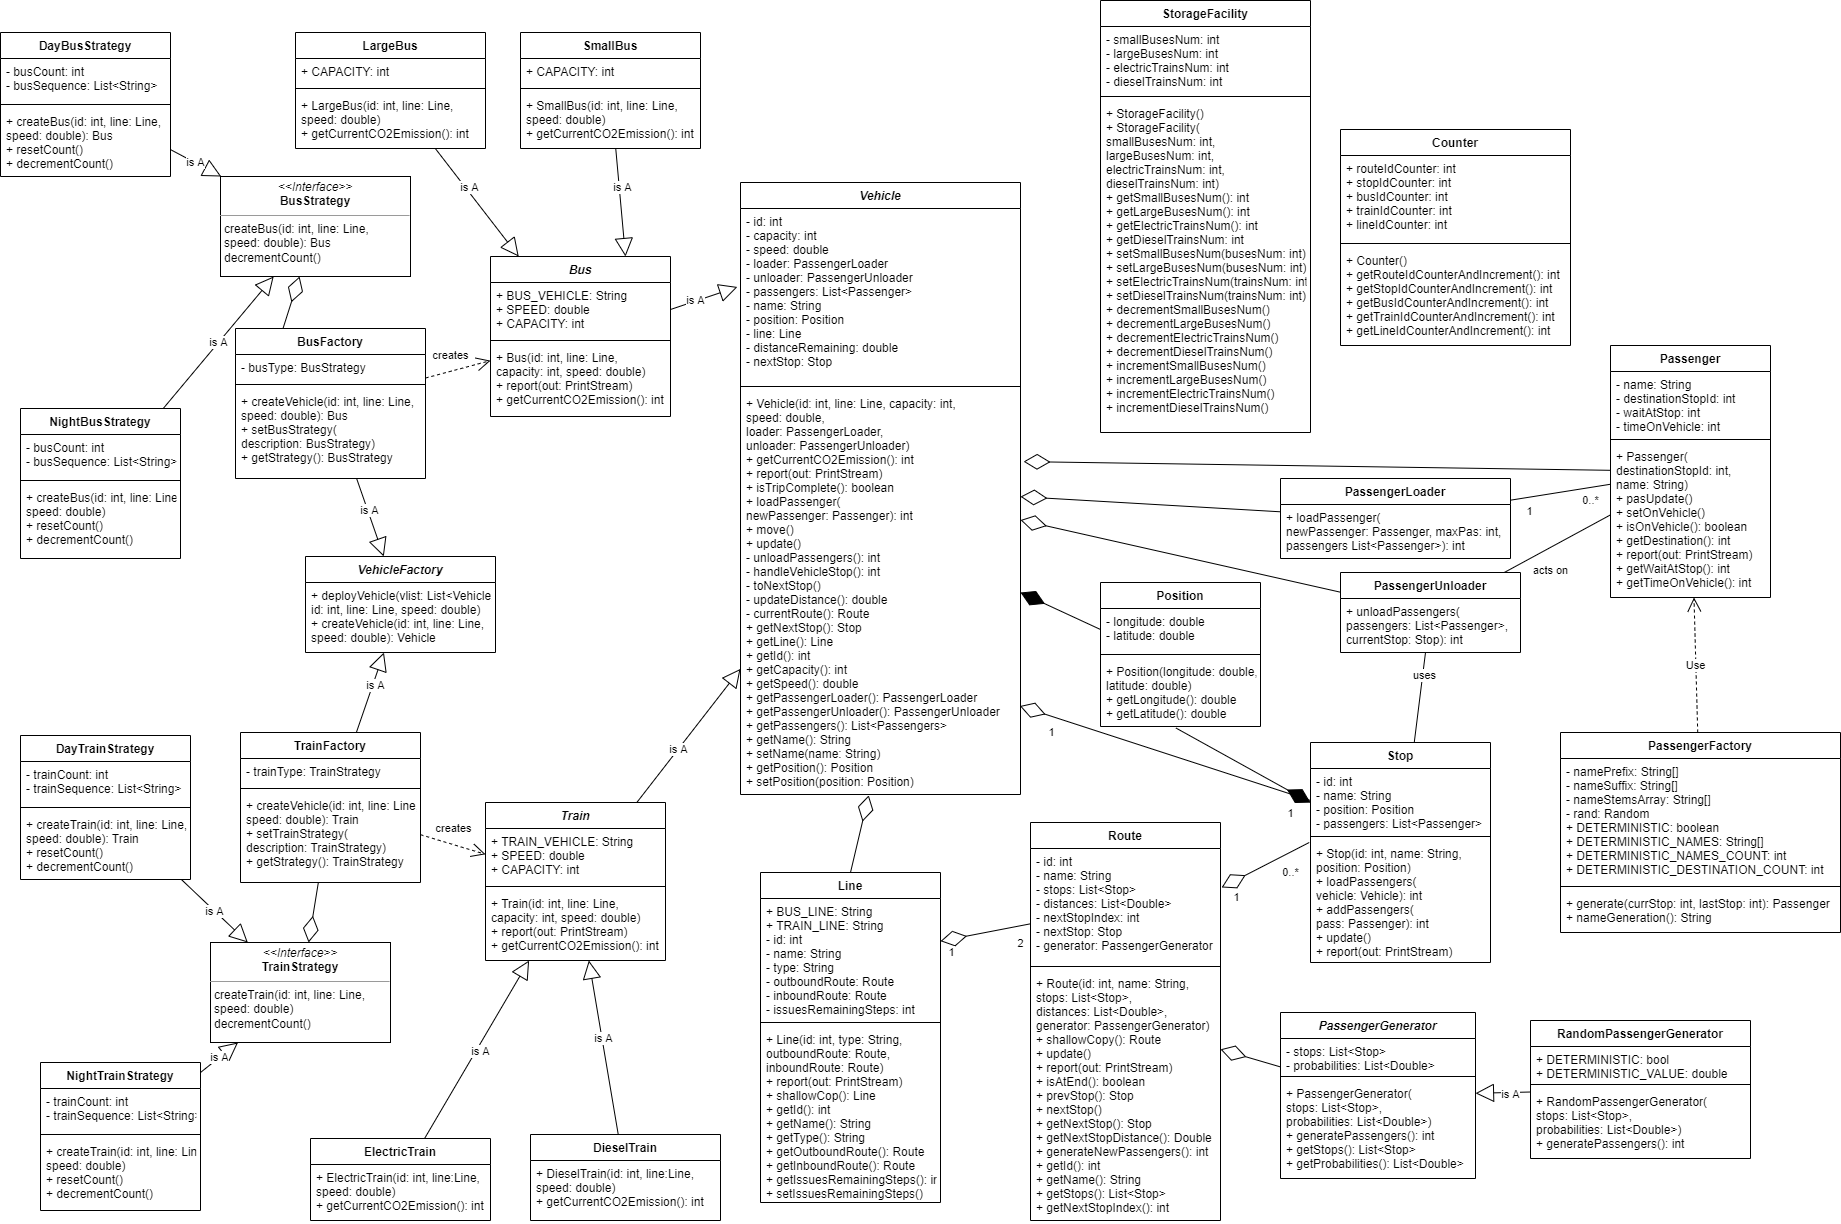 DayBusStrategy
- busCount: int
- busSequence: List<String>
+ createBus(id: int, line: Line,
speed: double): Bus
+ resetCount()
+ decrementCount()
is A
LargeBus
+ CAPACITY: int
+ LargeBus(id: int, line: Line,
speed: double)
+ getCurrentCO2Emission(): int
is A
SmallBus
+ CAPACITY: int
+ SmallBus(id: int, line: Line,
speed: double)
+ getCurrentCO2Emission(): int
is A
<<Interface>>
BusStrategy
createBus(id: int, line: Line,
speed: double): Bus
decrementCount()
is A
Bus
+ BUS_VEHICLE: String
+ SPEED: double
+ CAPACITY: int
+ Bus(id: int, line: Line,
capacity: int, speed: double)
+ report(out: PrintStream)
+ getCurrentCO2Emission(): int
is A
BusFactory
- busType: BusStrategy
+ createVehicle(id: int, line: Line,
speed: double): Bus
+ setBusStrategy(
description: BusStrategy)
+ getStrategy(): BusStrategy
creates
is A
NightBusStrategy
- busCount: int
- busSequence: List<String>
+ createBus(id: int, line: Line
speed: double)
+ resetCount()
+ decrementCount()
VehicleFactory
+ deployVehicle(vlist: List<Vehicle
id: int, line: Line, speed: double)
+ createVehicle(id: int, line: Line,
speed: double): Vehicle
is A
TrainFactory
- trainType: TrainStrategy
+ createVehicle(id: int, line: Line
speed: double): Train
+ setTrainStrategy(
description: TrainStrategy)
+ getStrategy(): TrainStrategy
creates
DayTrainStrategy
- trainCount: int
- trainSequence: List<String>
+ createTrain(id: int, line: Line,
speed: double): Train
+ resetCount()
+ decrementCount()
is A
<<Interface>>
TrainStrategy
createTrain(id: int, line: Line,
speed: double)
decrementCount()
is A
NightTrainStrategy
- trainCount: int
- trainSequence: List<String>
+ createTrain(id: int, line: Lin
speed: double)
+ resetCount()
+ decrementCount()
Train
+ TRAIN_VEHICLE: String
+ SPEED: double
+ CAPACITY: int
+ Train(id: int, line: Line,
capacity: int, speed: double)
+ report(out: PrintStream)
+ getCurrentCO2Emission(): int
is A
is A
is A
ElectricTrain
+ ElectricTrain(id: int, line:Line,
speed: double)
+ getCurrentCO2Emission(): int
DieselTrain
+ DieselTrain(id: int, line:Line,
speed: double)
+ getCurrentCO2Emission(): int
Vehicle
- id: int
- capacity: int
- speed: double
- loader: PassengerLoader
- unloader: PassengerUnloader
- passengers: List<Passenger>
- name: String
- position: Position
- line: Line
- distanceRemaining: double
- nextStop: Stop
+ Vehicle(id: int, line: Line, capacity: int,
speed: double,
loader: PassengerLoader,
unloader: PassengerUnloader)
+ getCurrentCO2Emission(): int
+ report(out: PrintStream)
+ isTripComplete(): boolean
+ loadPassenger(
newPassenger: Passenger): int
+ move()
+ update()
- unloadPassengers(): int
- handleVehicleStop(): int
- toNextStop()
- updateDistance(): double
- currentRoute(): Route
+ getNextStop(): Stop
+ getLine(): Line
+ getId(): int
+ getCapacity(): int
+ getSpeed(): double
+ getPassengerLoader(): PassengerLoader
+ getPassengerUnloader(): PassengerUnloader
+ getPassengers(): List<Passengers>
+ getName(): String
+ setName(name: String)
+ getPosition(): Position
+ setPosition(position: Position)
StorageFacility
- smallBusesNum: int
- largeBusesNum: int
- electricTrainsNum: int
- dieselTrainsNum: int
+ StorageFacility()
+ StorageFacility(
smallBusesNum: int,
largeBusesNum: int,
electricTrainsNum: int,
dieselTrainsNum: int)
+ getSmallBusesNum(): int
+ getLargeBusesNum(): int
+ getElectricTrainsNum(): int
+ getDieselTrainsNum: int
+ setSmallBusesNum(busesNum: int)
+ setLargeBusesNum(busesNum: int)
+ setElectricTrainsNum(trainsNum: int
+ setDieselTrainsNum(trainsNum: int)
+ decrementSmallBusesNum()
+ decrementLargeBusesNum()
+ decrementElectricTrainsNum()
+ decrementDieselTrainsNum()
+ incrementSmallBusesNum()
+ incrementLargeBusesNum()
+ incrementElectricTrainsNum()
+ incrementDieselTrainsNum()
Counter
+ routeIdCounter: int
+ stopIdCounter: int
+ busIdCounter: int
+ trainIdCounter: int
+ lineIdCounter: int
+ Counter()
+ getRouteIdCounterAndIncrement(): int
+ getStopIdCounterAndIncrement(): int
+ getBusIdCounterAndIncrement(): int
+ getTrainIdCounterAndIncrement(): int
+ getLineIdCounterAndIncrement(): int
Passenger
- name: String
- destinationStopId: int
- waitAtStop: int
- timeOnVehicle: int
+ Passenger(
destinationStopId: int,
name: String)
+ pasUpdate()
+ setOnVehicle()
+ isOnVehicle(): boolean
+ getDestination(): int
+ report(out: PrintStream)
+ getWaitAtStop(): int
+ getTimeOnVehicle(): int
PassengerLoader
+ loadPassenger(
newPassenger: Passenger, maxPas: int,
passengers List<Passenger>): int
1
0..*
PassengerUnloader
+ unloadPassengers(
passengers: List<Passenger>,
currentStop: Stop): int
acts on
uses
Use
Position
- longitude: double
- latitude: double
+ Position(longitude: double,
latitude: double)
+ getLongitude(): double
+ getLatitude(): double
1
1
Stop
- id: int
- name: String
- position: Position
- passengers: List<Passenger>
+ Stop(id: int, name: String,
position: Position)
+ loadPassengers(
vehicle: Vehicle): int
+ addPassengers(
pass: Passenger): int
+ update()
+ report(out: PrintStream)
PassengerFactory
- namePrefix: String[]
- nameSuffix: String[]
- nameStemsArray: String[]
- rand: Random
+ DETERMINISTIC: boolean
+ DETERMINISTIC_NAMES: String[]
+ DETERMINISTIC_NAMES_COUNT: int
+ DETERMINISTIC_DESTINATION_COUNT: int
+ generate(currStop: int, lastStop: int): Passenger
+ nameGeneration(): String
Line
+ BUS_LINE: String
+ TRAIN_LINE: String
- id: int
- name: String
- type: String
- outboundRoute: Route
- inboundRoute: Route
- issuesRemainingSteps: int
+ Line(id: int, type: String,
outboundRoute: Route,
inboundRoute: Route)
+ report(out: PrintStream)
+ shallowCop(): Line
+ getId(): int
+ getName(): String
+ getType(): String
+ getOutboundRoute(): Route
+ getInboundRoute(): Route
+ getIssuesRemainingSteps(): ir
+ setIssuesRemainingSteps()
1
2
Route
- id: int
- name: String
- stops: List<Stop>
- distances: List<Double>
- nextStopIndex: int
- nextStop: Stop
- generator: PassengerGenerator
+ Route(id: int, name: String,
stops: List<Stop>,
distances: List<Double>,
generator: PassengerGenerator)
+ shallowCopy(): Route
+ update()
+ report(out: PrintStream)
+ isAtEnd(): boolean
+ prevStop(): Stop
+ nextStop()
+ getNextStop(): Stop
+ getNextStopDistance(): Double
+ generateNewPassengers(): int
+ getId(): int
+ getName(): String
+ getStops(): List<Stop>
+ getNextStopIndex(): int
1
0..*
PassengerGenerator
- stops: List<Stop>
- probabilities: List<Double>
+ PassengerGenerator(
stops: List<Stop>,
probabilities: List<Double>)
+ generatePassengers(): int
+ getStops(): List<Stop>
+ getProbabilities(): List<Double>
is A
RandomPassengerGenerator
+ DETERMINISTIC: bool
+ DETERMINISTIC_VALUE: double
+ RandomPassengerGenerator(
stops: List<Stop>,
probabilities: List<Double>)
+ generatePassengers(): int